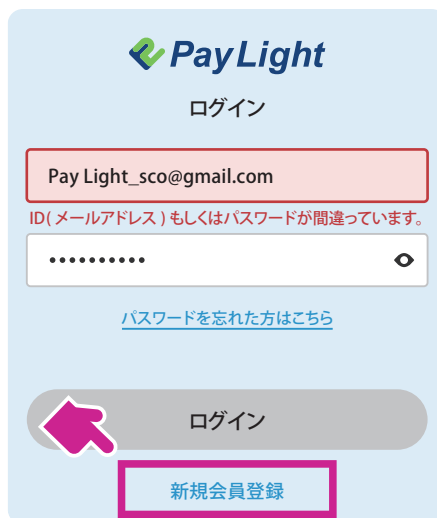 Pay Light
ログイン
Pay Light_sco@gmail.com
ID( メールアドレス ) もしくはパスワードが間違っています。
••••••••••
パスワードを忘れた方はこちら
ログイン
新規会員登録